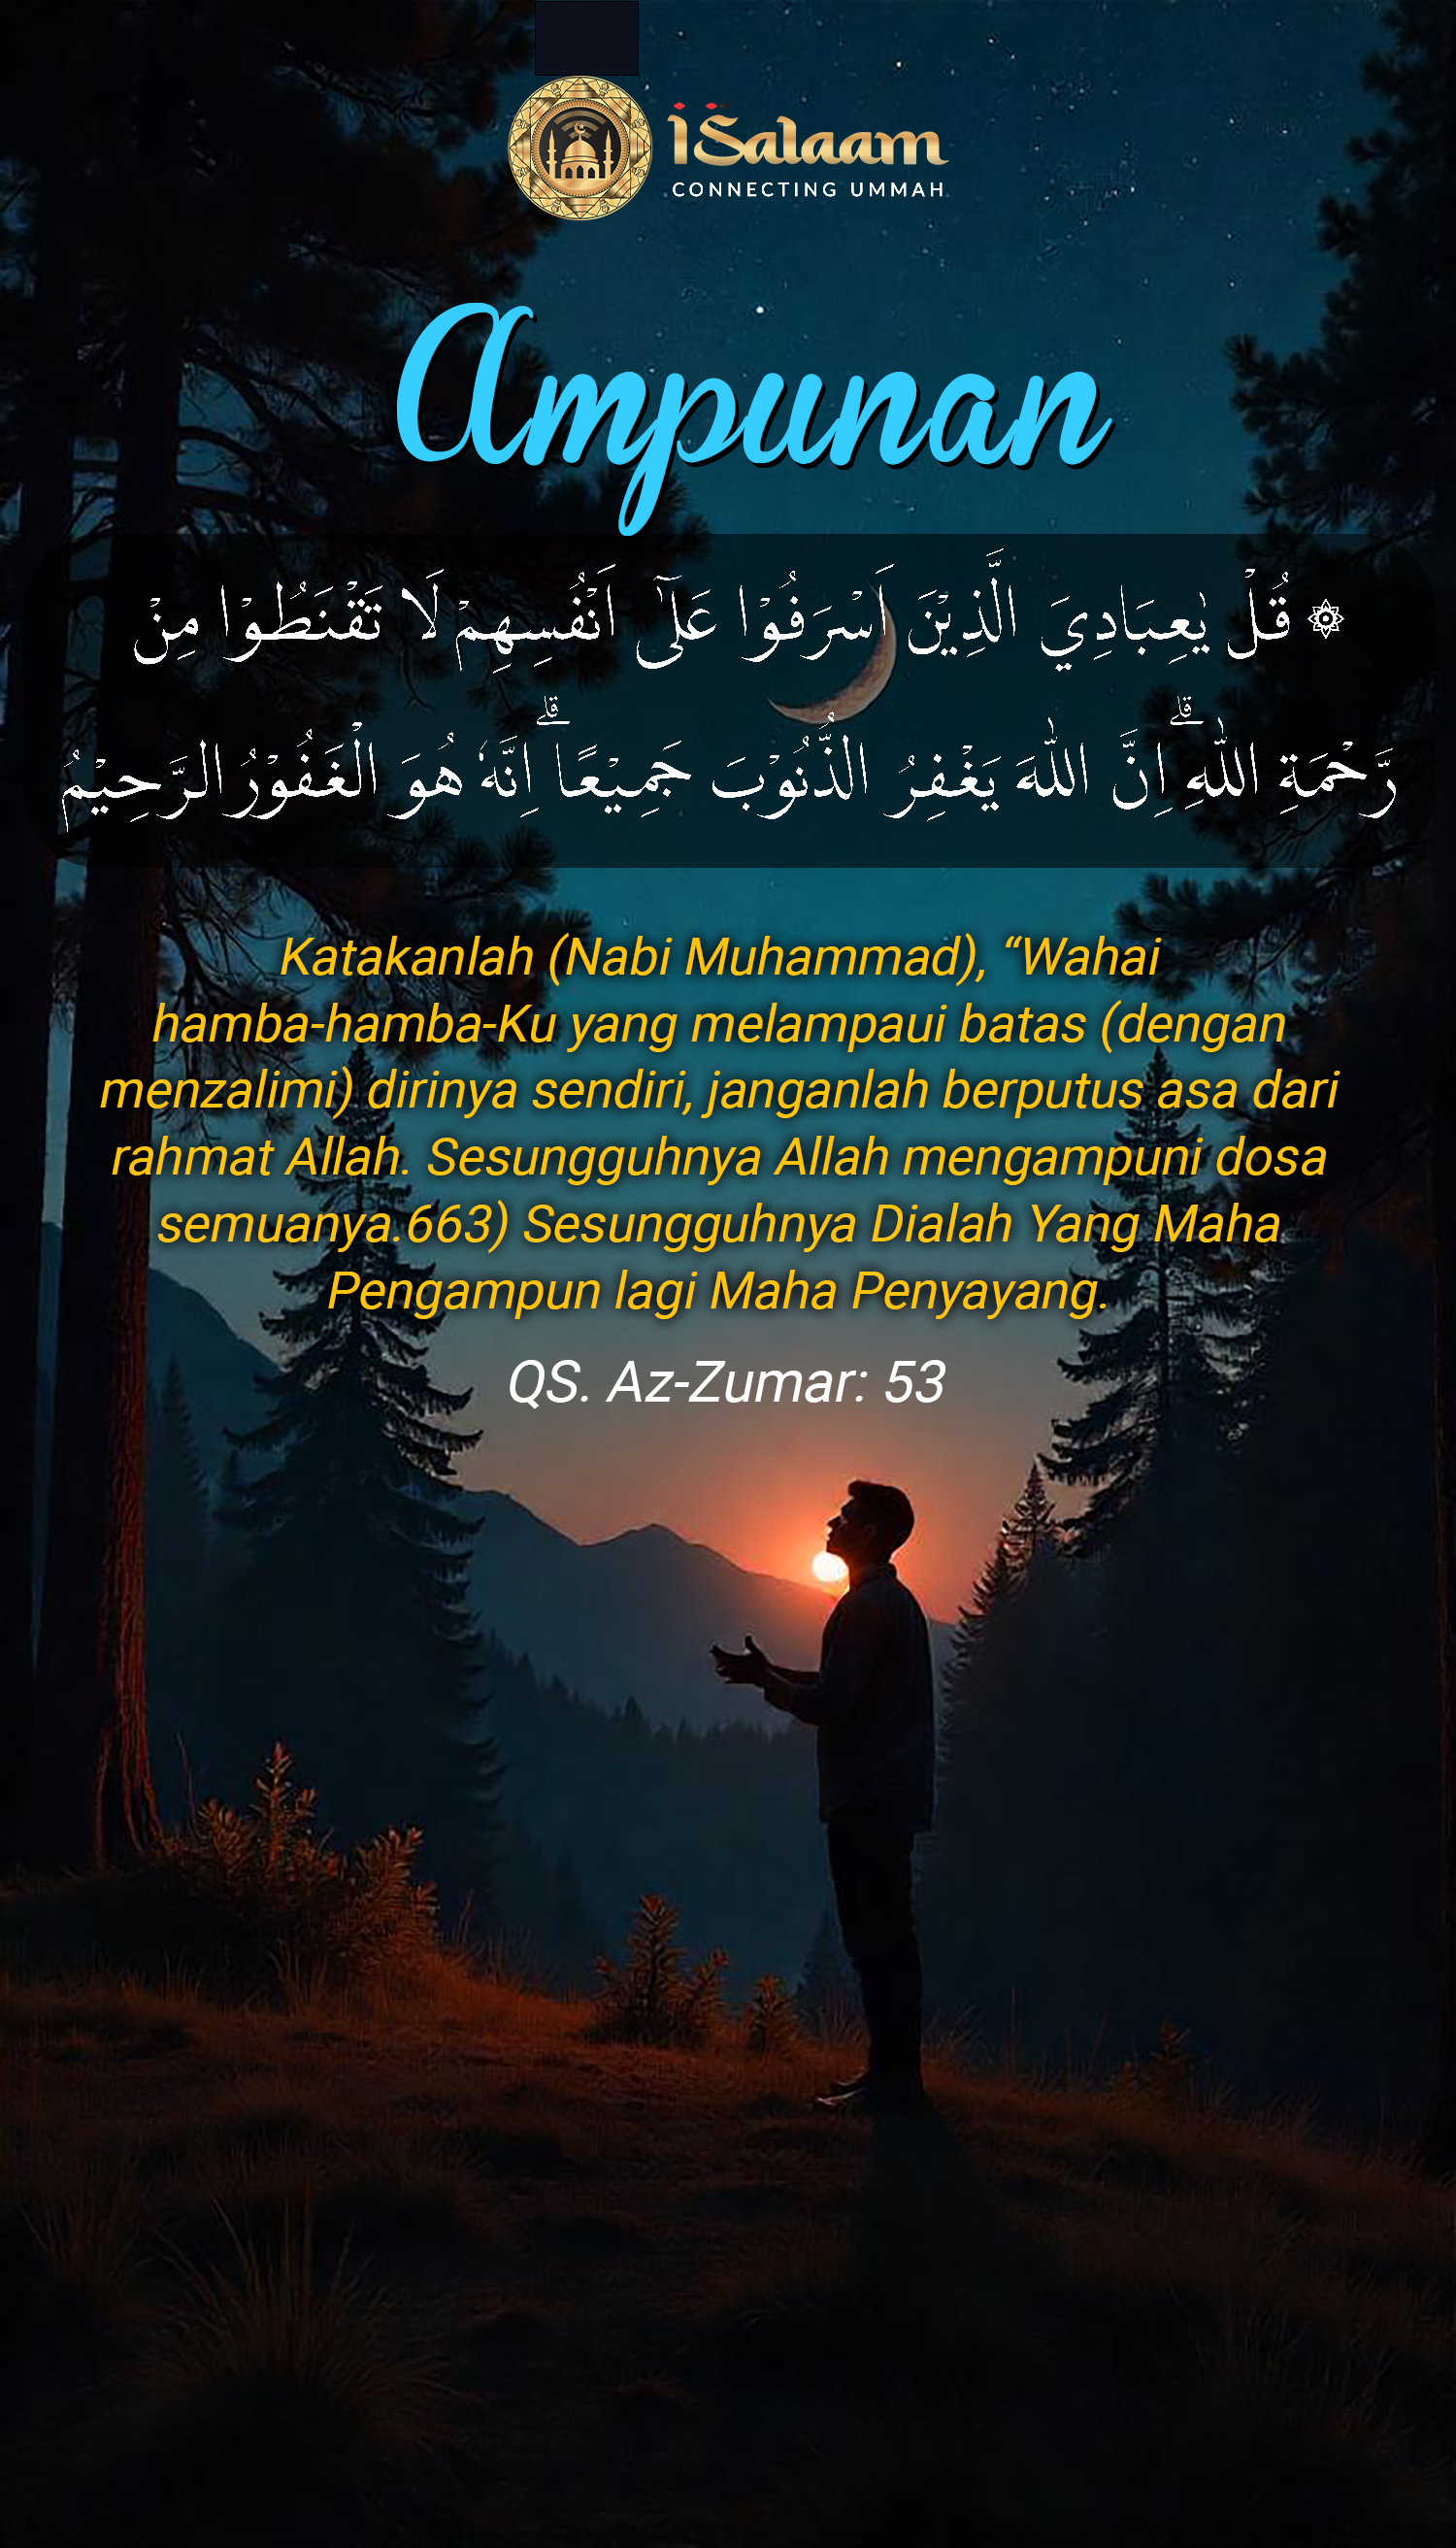 iSalaam
CONNECTING UMMAH
Ampunan
۞ قُلْ يٰعِبَادِيَ الَّذِيْنَ اَسْرَفُوْا عَلٰٓى اَنْفُسِهِمْ لَا تَقْنَطُوْا مِنْ
رَّحْمَةِ اللّٰهِ ۗاِنَّ اللّٰهَ يَغْفِرُ الذُّنُوْبَ جَمِيْعًا ۗاِنَّهٗ هُوَ الْغَفُوْرُ الرَّحِيْمُ
Katakanlah (Nabi Muhammad), “Wahai
hamba-hamba-Ku yang melampaui batas (dengan
menzalimi) dirinya sendiri, janganlah berputus asa dari
rahmat Allah. Sesungguhnya Allah mengampuni dosa
semuanya.663) Sesungguhnya Dialah Yang Maha
Pengampun lagi Maha Penyayang.
QS. Az-Zumar: 53